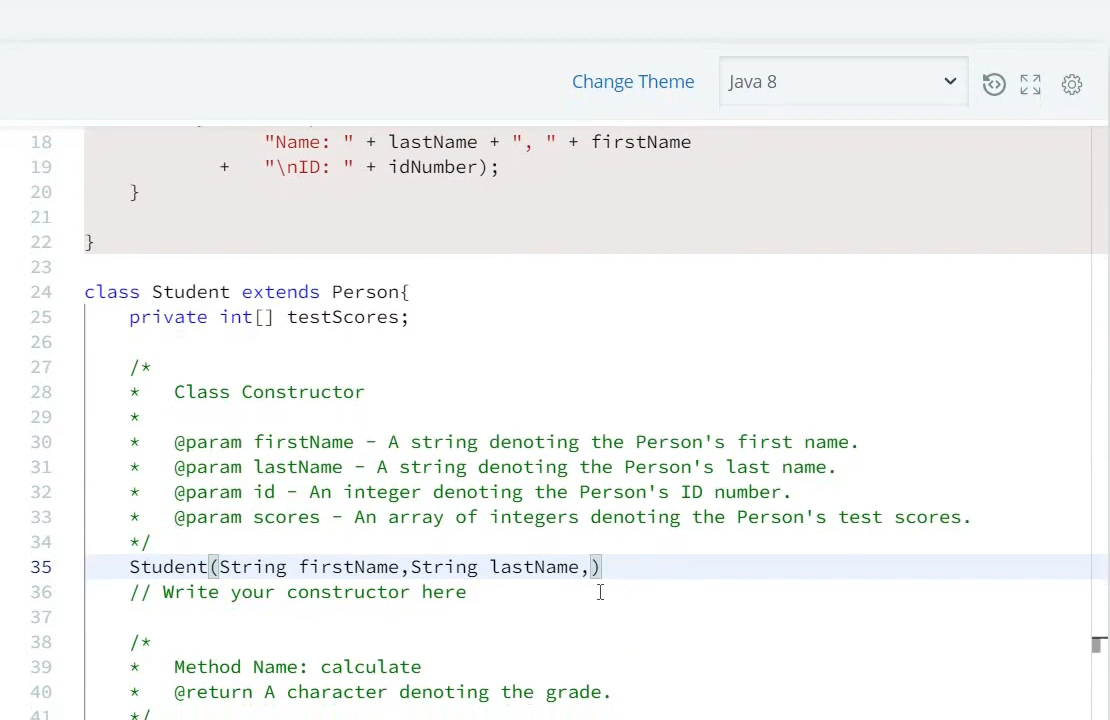 Change Theme
Java 8
18 "Name: " + lastName + ", " + firstName
19 + "\nID: " + idNumber);
20 }
21
22 }
23
24 class Student extends Person{
25 private int[] testScores;
26
27 /*
28 * Class Constructor
29 *
30 * @param firstName - A string denoting the Person's first name.
31 * @param lastName - A string denoting the Person's last name.
32 * @param id - An integer denoting the Person's ID number.
33 * @param scores - An array of integers denoting the Person's test scores.
34 */
35 Student(String firstName,String lastName,)
36 // Write your constructor here
37
38 /*
39 * Method Name: calculate
40 * @return A character denoting the grade.
41 */